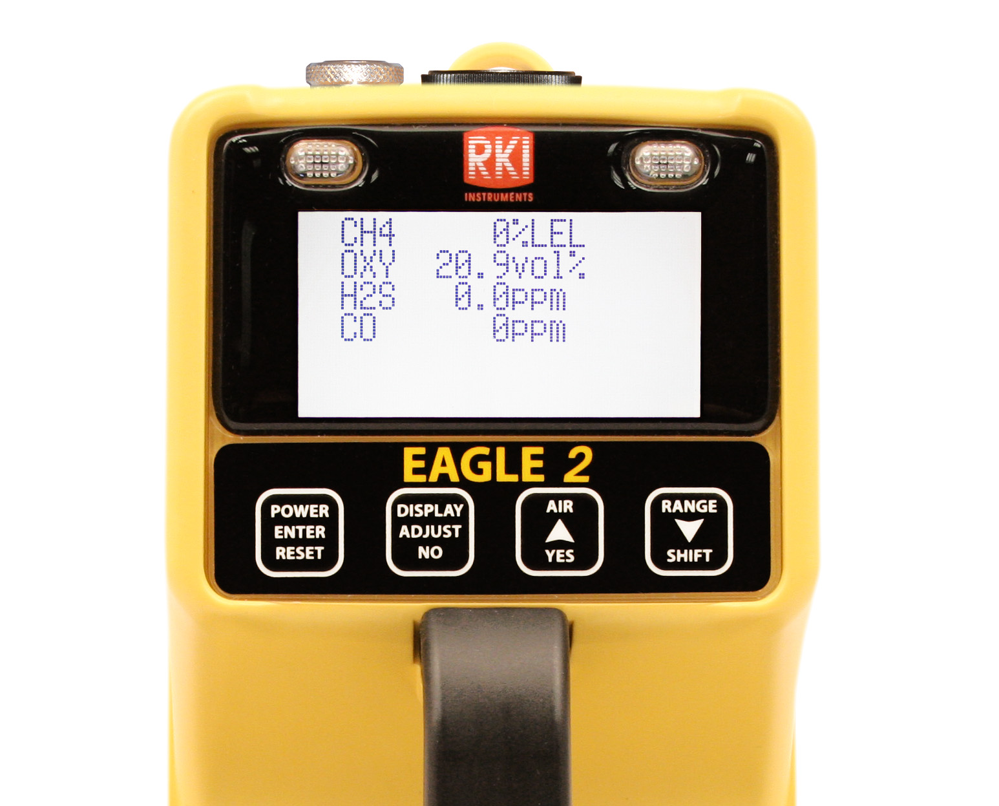 RKI
INSTRUMENTS
CH4 0%LEL
OXY 20.9vol%
H2S 0.0ppm
CO 0ppm
EAGLE 2
POWER
ENTER
RESET
DISPLAY
ADJUST
NO
AIR
YES
RANGE
SHIFT